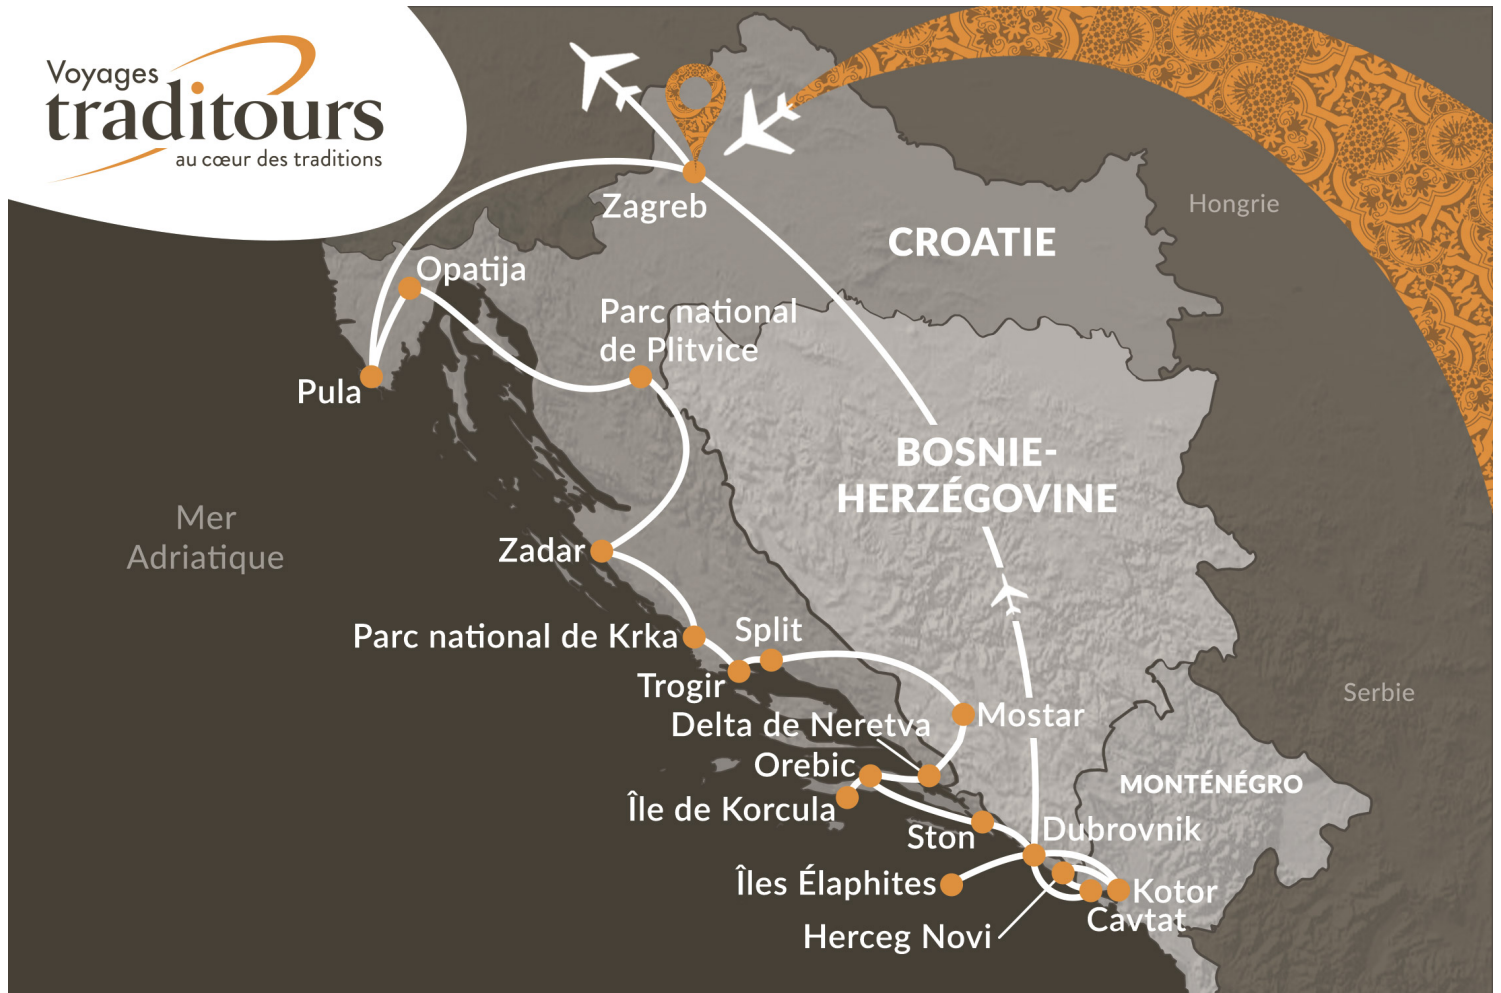 Voyages
traditours
au cœur des traditions
Zagreb
Hongrie
CROATIE
Opatija
Parc national
de Plitvice
Pula
BOSNIE-
HERZÉGOVINE
Mer
Adriatique
Zadar
Parc national de Krka
Split
Trogir
Serbie
Mostar
Delta de Neretva
Orebic
MONTÉNÉGRO
Île de Korcula
Ston
Dubrovnik
Îles Élaphites
Kotor
Cavtat
Herceg Novi